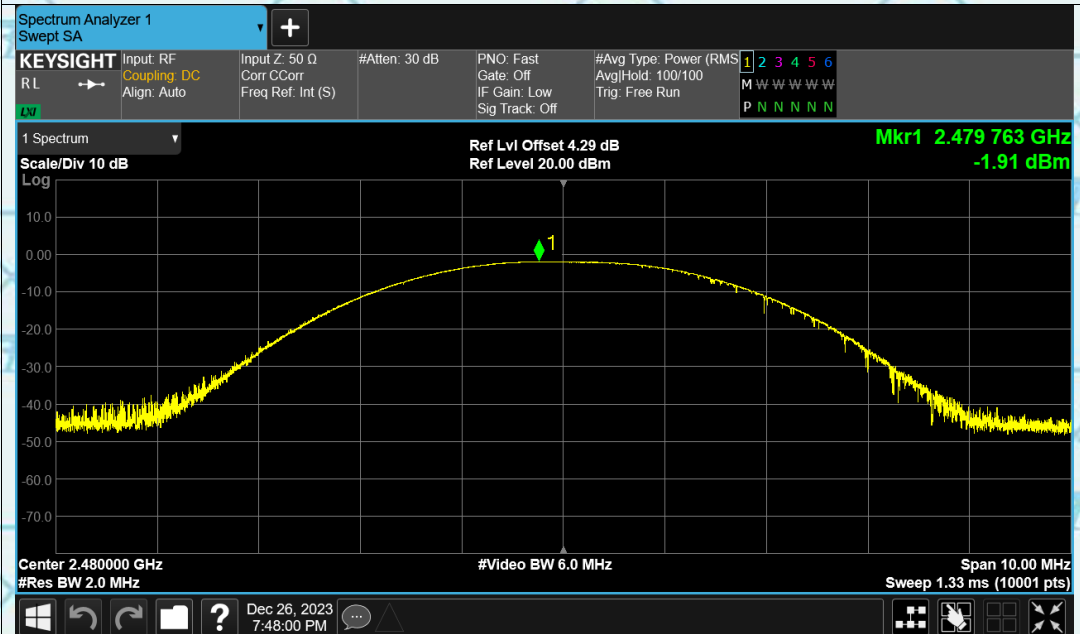 Spectrum Analyzer 1
Swept SA
+
KEYSIGHT
RL
LXI
Input: RF
Coupling: DC
Align: Auto
Input Z: 50 Ω
Corr CCorr
Freq Ref: Int (S)
#Atten: 30 dB
PNO: Fast
Gate: Off
IF Gain: Low
Sig Track: Off
#Avg Type: Power (RMS
Avg|Hold: 100/100
Trig: Free Run
1 2 3 4 5 6
M W W W W W
P N N N N N
1 Spectrum
Scale/Div 10 dB
Log
Ref Lvl Offset 4.29 dB
Ref Level 20.00 dBm
Mkr1 2.479 763 GHz
-1.91 dBm
1
10.0
0.00
-10.0
-20.0
-30.0
-40.0
-50.0
-60.0
-70.0
Center 2.480000 GHz
#Res BW 2.0 MHz
#Video BW 6.0 MHz
Span 10.00 MHz
Sweep 1.33 ms (10001 pts)
?
Dec 26, 2023
7:48:00 PM